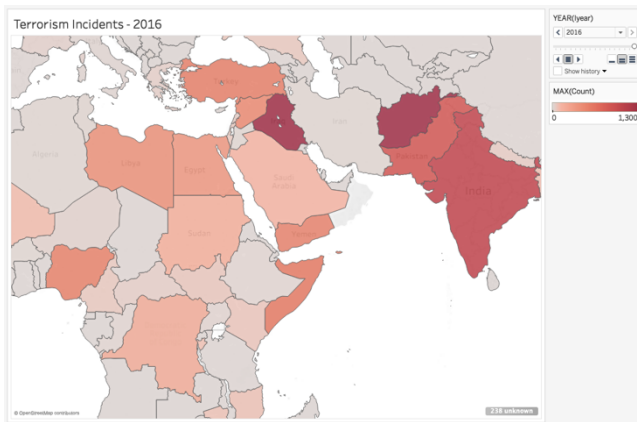 Terrorism Incidents - 2016
YEAR(Iyear)
2016
Show history
MAX(Count)
0 1,300
Turkey
Iran
Algeria
Libya
Egypt
Pakistan
Saudi
Arabia
India
Sudan
Yemen
© OpenStreetMap contributors
238 unknown